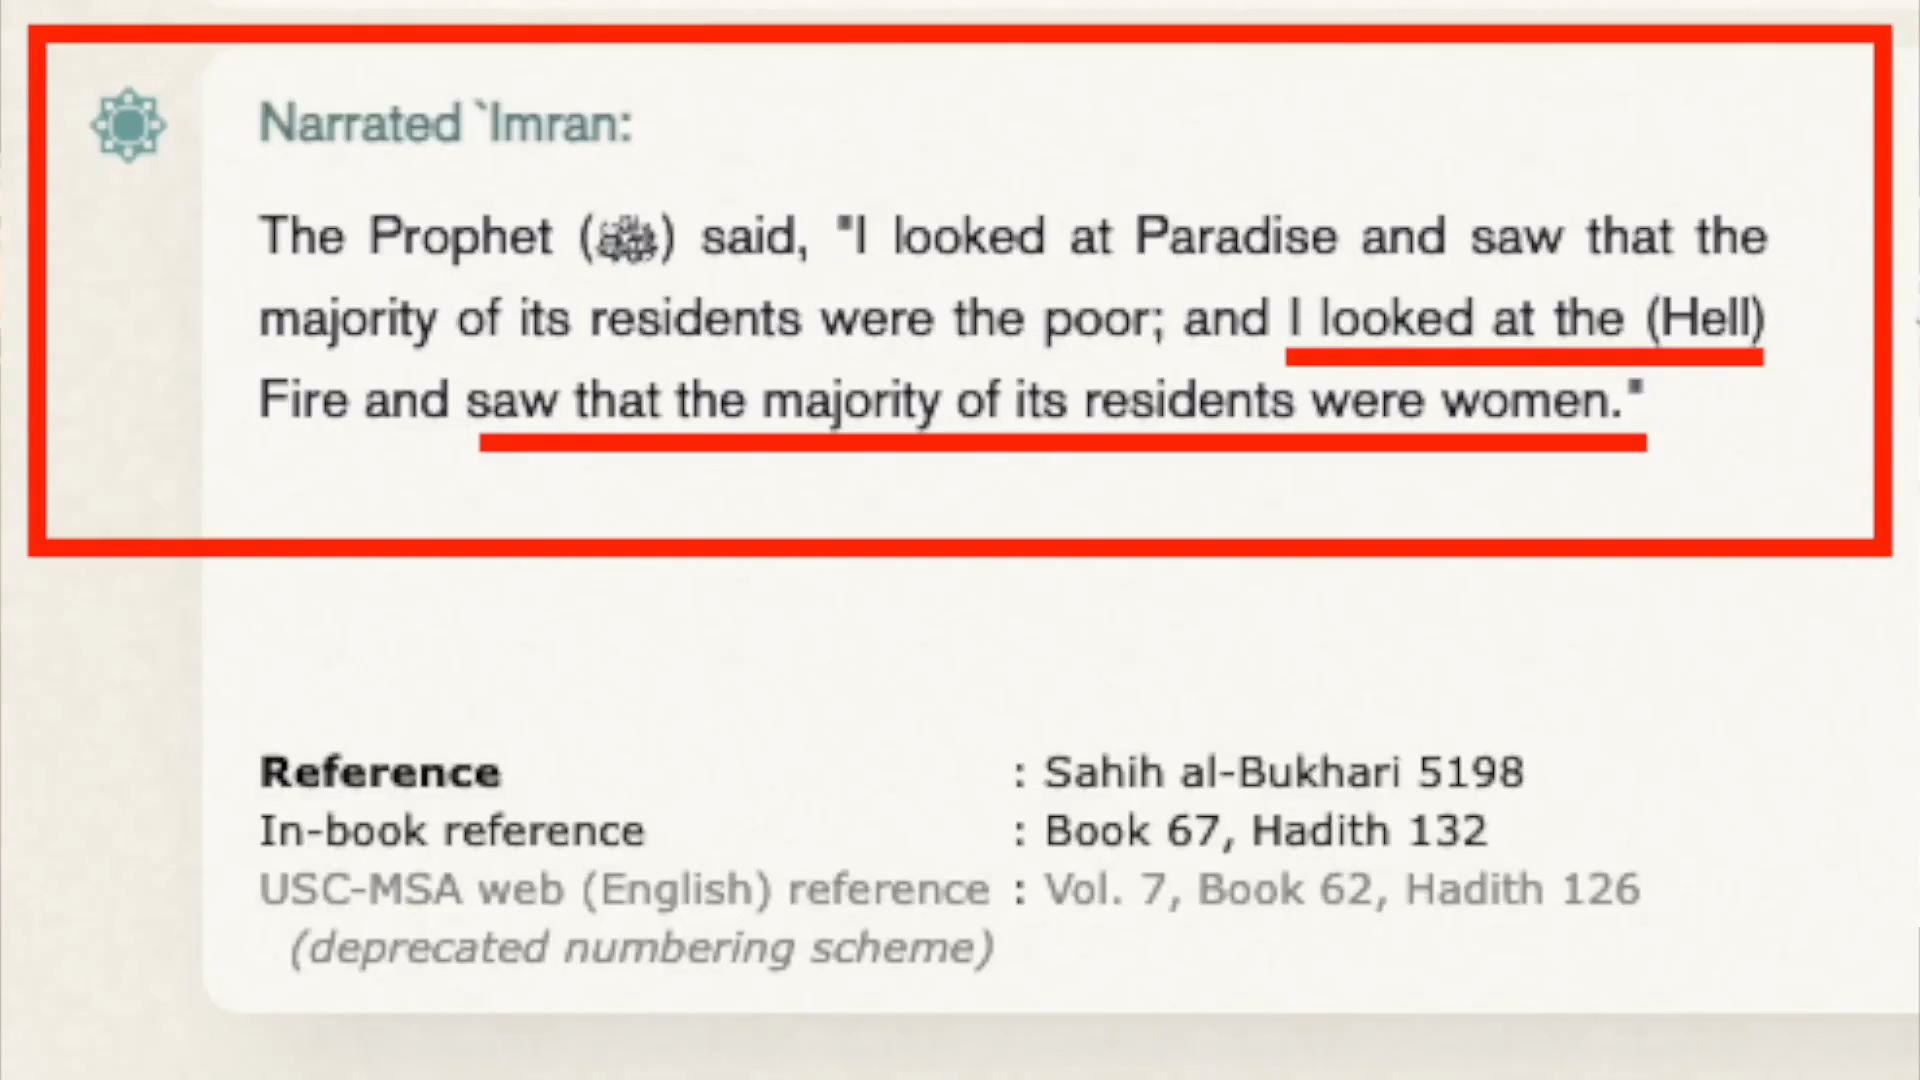 Narrated `Imran:
The Prophet (ﷺ) said, "I looked at Paradise and saw that the
majority of its residents were the poor; and I looked at the (Hell)
Fire and saw that the majority of its residents were women."
Reference : Sahih al-Bukhari 5198
In-book reference : Book 67, Hadith 132
USC-MSA web (English) reference : Vol. 7, Book 62, Hadith 126
(deprecated numbering scheme)